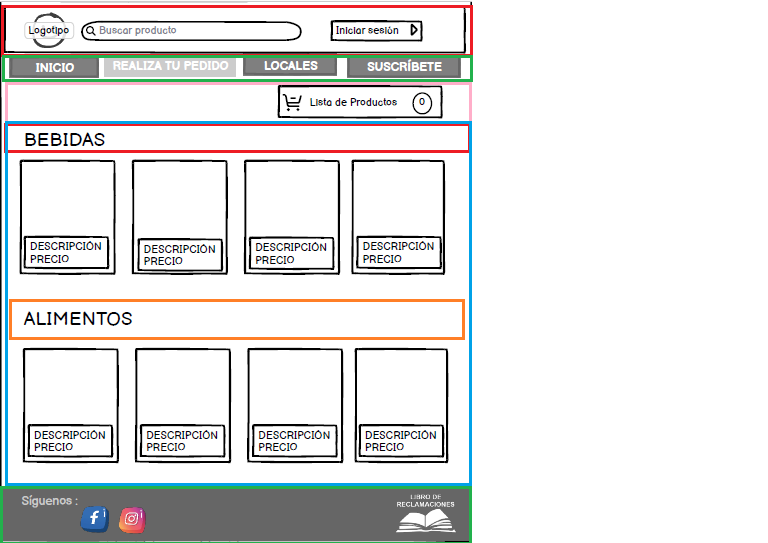 Logotipo Buscar producto Iniciar sesión
INICIO REALIZA TU PEDIDO LOCALES SUSCRÍBETE
Lista de Productos 0
BEBIDAS
DESCRIPCIÓN DESCRIPCIÓN DESCRIPCIÓN DESCRIPCIÓN
PRECIO PRECIO PRECIO PRECIO
ALIMENTOS
DESCRIPCIÓN DESCRIPCIÓN DESCRIPCIÓN DESCRIPCIÓN
PRECIO PRECIO PRECIO PRECIO
Síguenos :
LIBRO DE
RECLAMACIONES